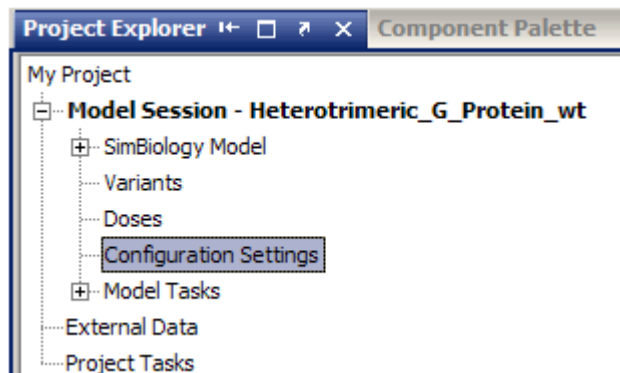 Project Explorer Component Palette
My Project
Model Session - Heterotrimeric_G_Protein_wt
SimBiology Model
Variants
Doses
Configuration Settings
Model Tasks
External Data
Project Tasks